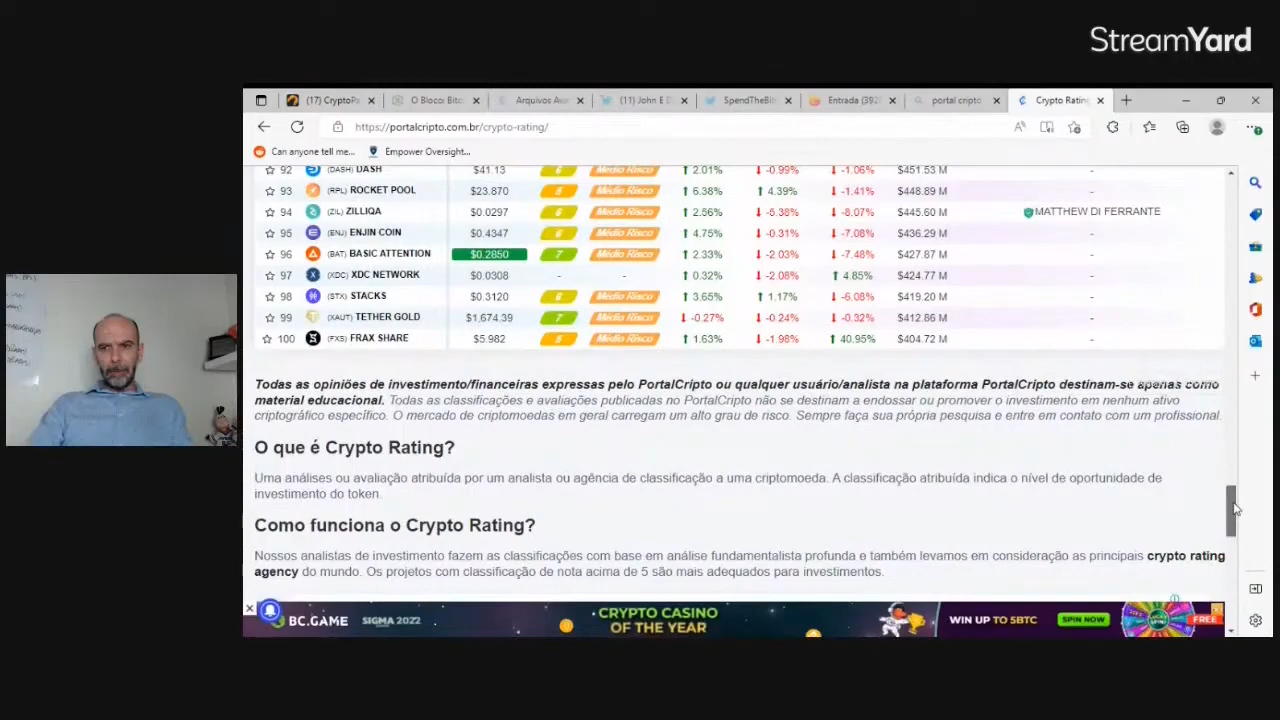 StreamYard
(17) CryptoPa
O Bloco: Bitc
Arquivos Awa
(11) John E D
SpendTheBit
Entrada (392
portal cripto
Crypto Rating
https://portalcripto.com.br/crypto-rating/
Can anyone tell me...
Empower Oversight...
92 (DASH) DASH $41.13 6 Médio Risco 2.01% -0.99% -1.06% $451.53 M -
93 (RPL) ROCKET POOL $23.870 5 Médio Risco 6.38% 4.39% -1.41% $448.89 M -
94 (ZIL) ZILLIQA $0.0297 6 Médio Risco 2.56% -5.38% -8.07% $445.60 M MATTHEW DI FERRANTE
95 (ENJ) ENJIN COIN $0.4347 6 Médio Risco 4.75% -0.31% -7.08% $436.29 M -
96 (BAT) BASIC ATTENTION $0.2850 7 Médio Risco 2.33% -2.03% -7.48% $427.87 M -
97 (XDC) XDC NETWORK $0.0308 - - 0.32% -2.08% 4.85% $424.77 M -
98 (STX) STACKS $0.3120 6 Médio Risco 3.65% 1.17% -6.08% $419.20 M -
99 (XAUT) TETHER GOLD $1,674.39 7 Médio Risco -0.27% -0.24% -0.32% $412.86 M -
100 (FXS) FRAX SHARE $5.982 5 Médio Risco 1.63% -1.98% 40.95% $404.72 M -
Todas as opiniões de investimento/financeiras expressas pelo PortalCripto ou qualquer usuário/analista na plataforma PortalCripto destinam-se apenas como
material educacional. Todas as classificações e avaliações publicadas no PortalCripto não se destinam a endossar ou promover o investimento em nenhum ativo
criptográfico específico. O mercado de criptomoedas em geral carregam um alto grau de risco. Sempre faça sua própria pesquisa e entre em contato com um profissional.
O que é Crypto Rating?
Uma análises ou avaliação atribuída por um analista ou agência de classificação a uma criptomoeda. A classificação atribuída indica o nível de oportunidade de
investimento do token.
Como funciona o Crypto Rating?
Nossos analistas de investimento fazem as classificações com base em análise fundamentalista profunda e também levamos em consideração as principais crypto rating
agency do mundo. Os projetos com classificação de nota acima de 5 são mais adequados para investimentos.
BC.GAME SIGMA 2022
CRYPTO CASINO
OF THE YEAR
WIN UP TO 5BTC
SPIN NOW
FREE